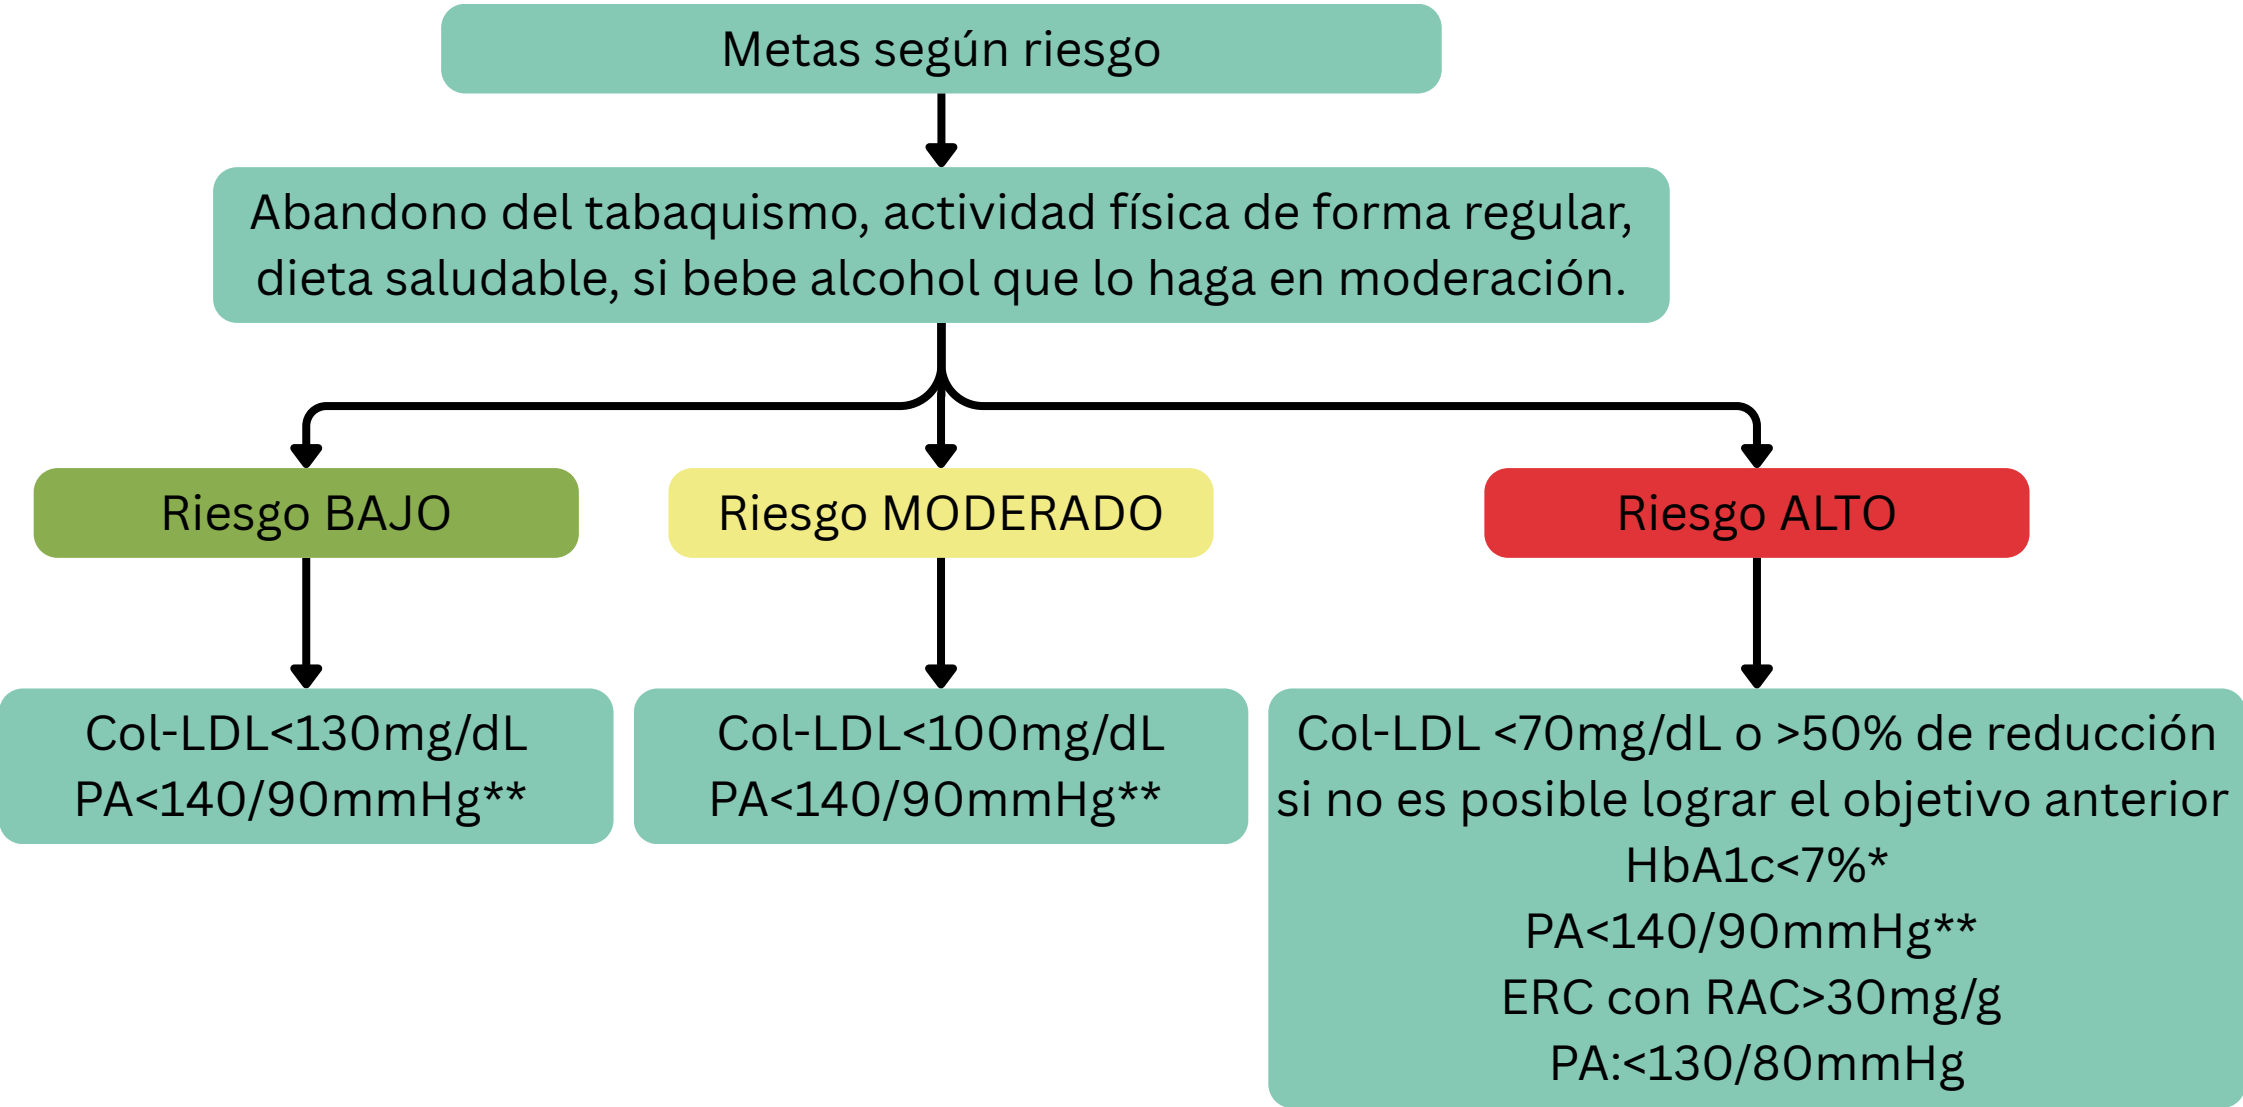 Metas según riesgo
Abandono del tabaquismo, actividad física de forma regular,
dieta saludable, si bebe alcohol que lo haga en moderación.
Riesgo BAJO
Riesgo MODERADO
Riesgo ALTO
Col-LDL<130mg/dL
PA<140/90mmHg**
Col-LDL<100mg/dL
PA<140/90mmHg**
Col-LDL <70mg/dL o >50% de reducción
si no es posible lograr el objetivo anterior
HbA1c<7%*
PA<140/90mmHg**
ERC con RAC>30mg/g
PA:<130/80mmHg